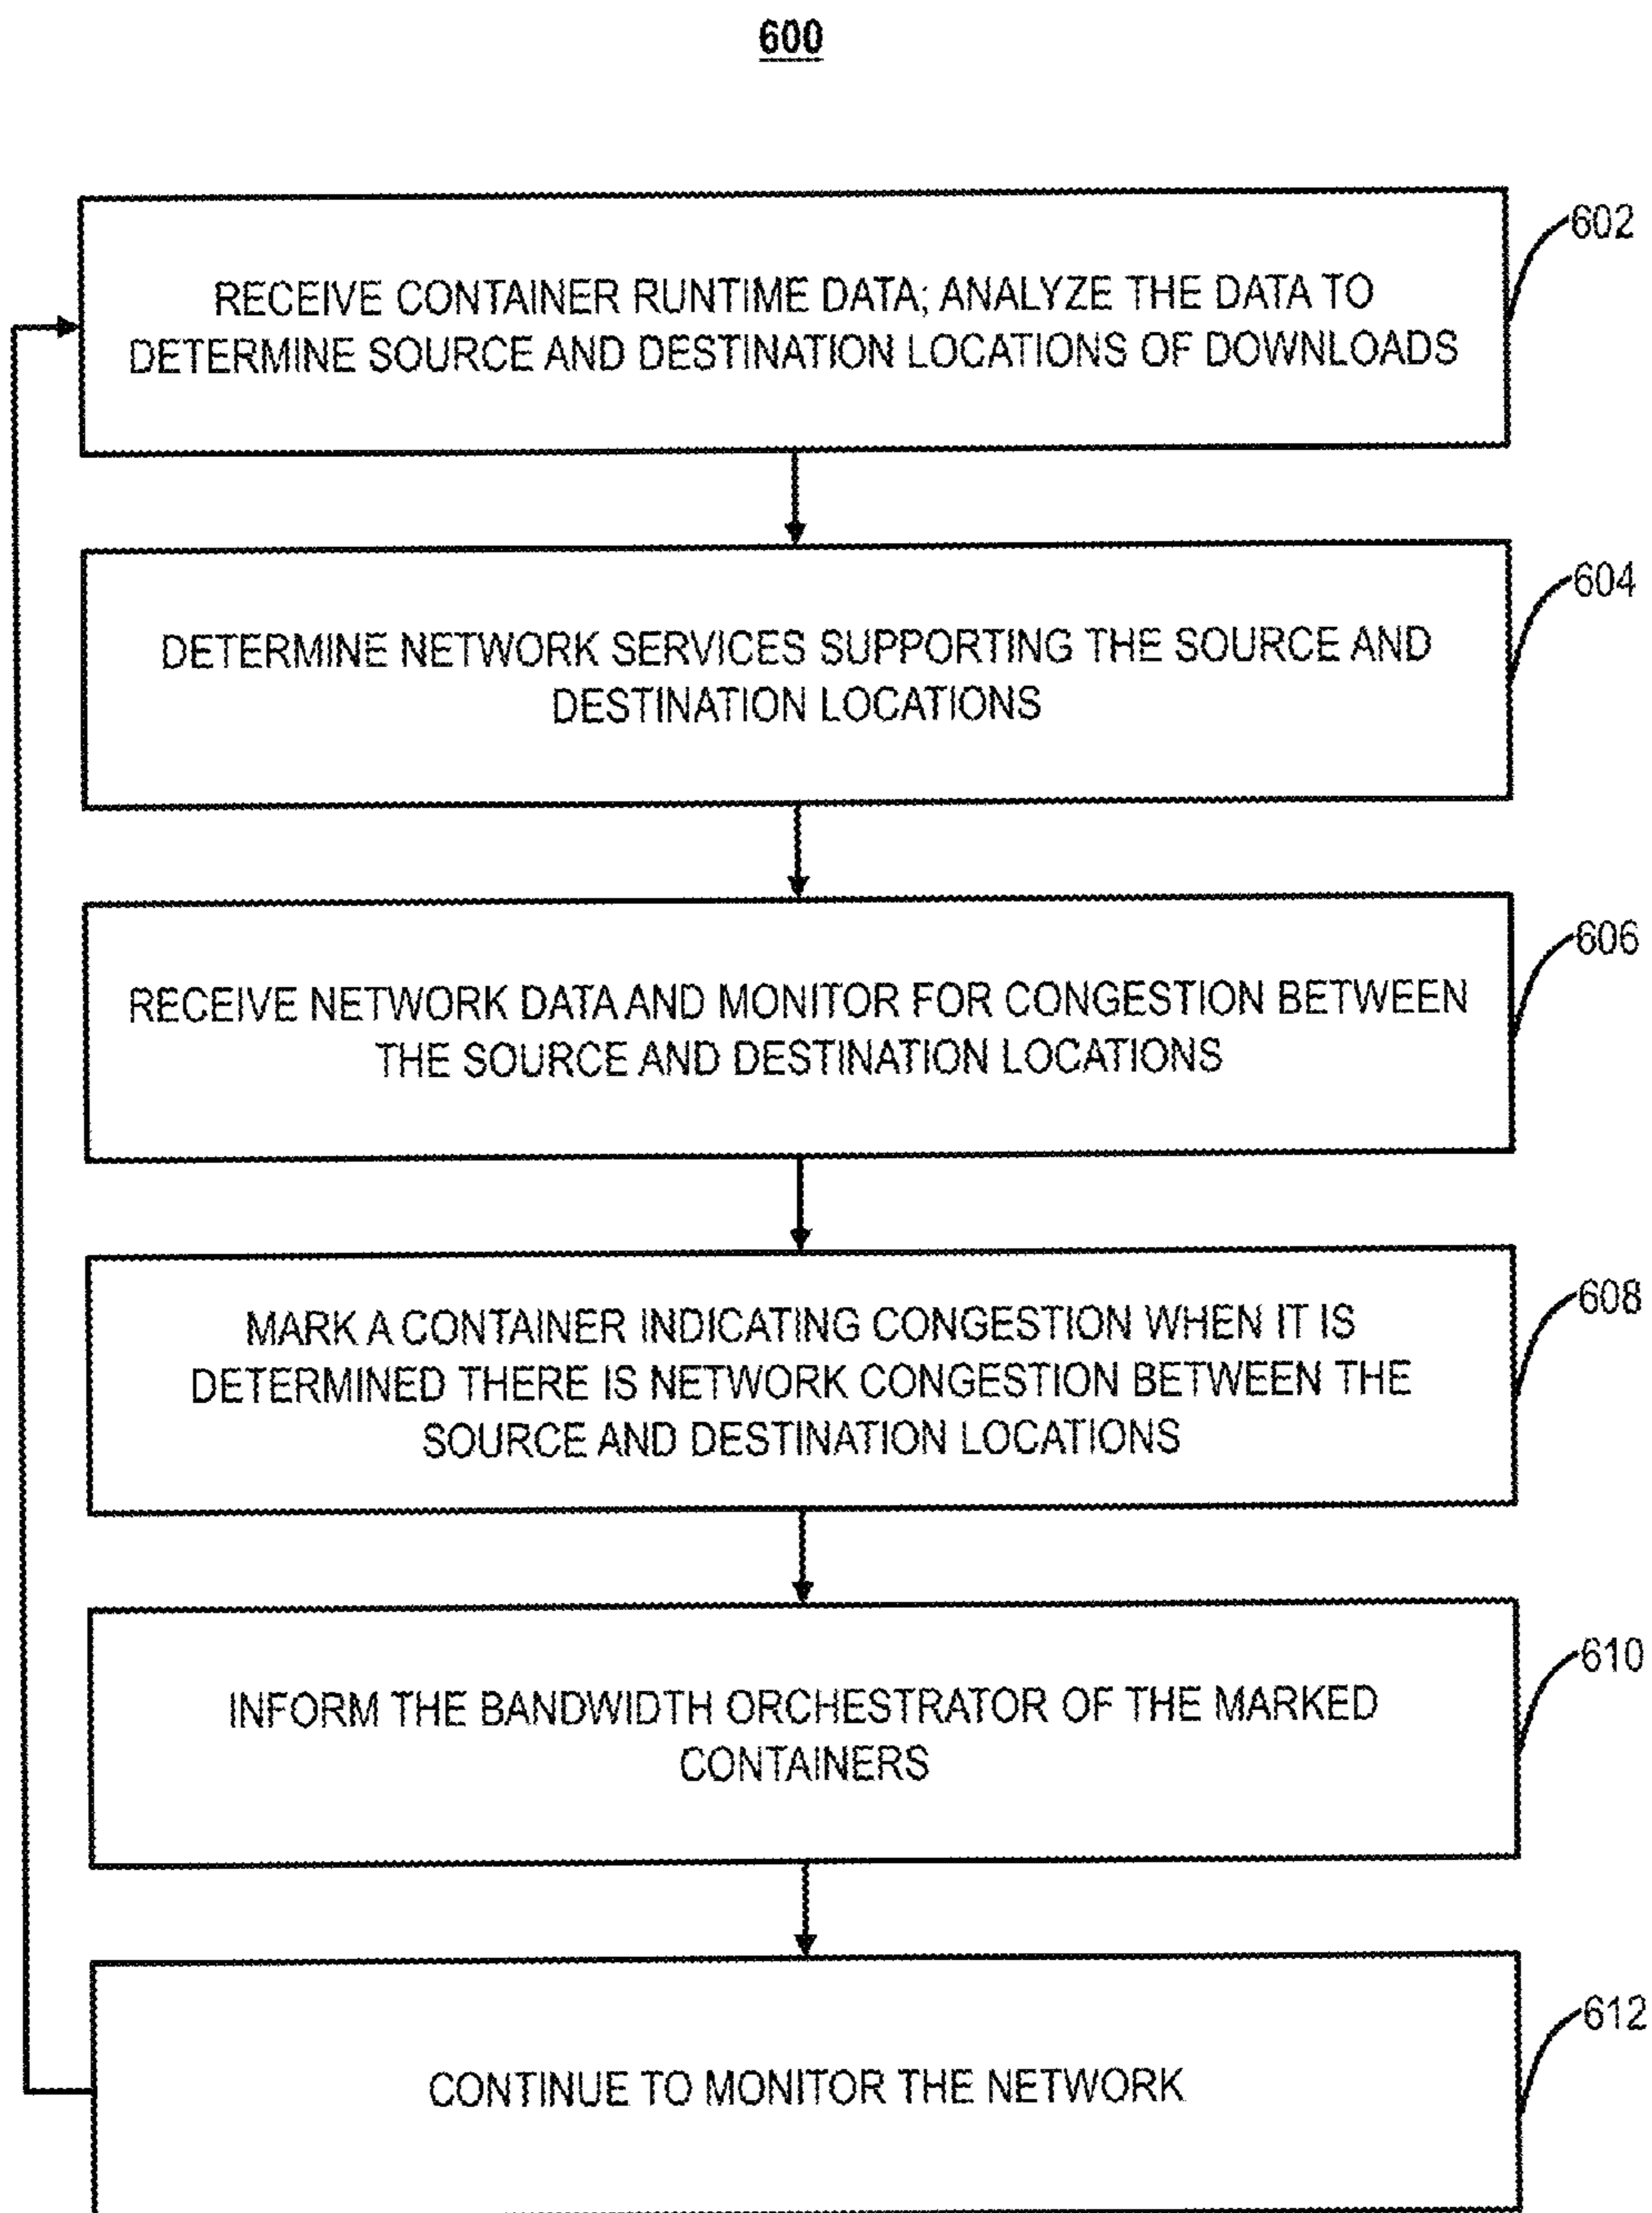 600
RECEIVE CONTAINER RUNTIME DATA; ANALYZE THE DATA TO
DETERMINE SOURCE AND DESTINATION LOCATIONS OF DOWNLOADS
602
DETERMINE NETWORK SERVICES SUPPORTING THE SOURCE AND
DESTINATION LOCATIONS
604
RECEIVE NETWORK DATA AND MONITOR FOR CONGESTION BETWEEN
THE SOURCE AND DESTINATION LOCATIONS
606
MARK A CONTAINER INDICATING CONGESTION WHEN IT IS
DETERMINED THERE IS NETWORK CONGESTION BETWEEN THE
SOURCE AND DESTINATION LOCATIONS
608
INFORM THE BANDWIDTH ORCHESTRATOR OF THE MARKED
CONTAINERS
610
CONTINUE TO MONITOR THE NETWORK
612